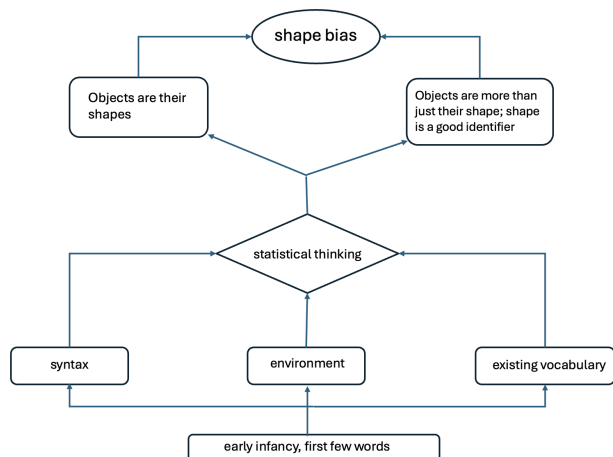 shape bias
Objects are their
shapes
Objects are more than
just their shape; shape
is a good identifier
statistical thinking
syntax
environment
existing vocabulary
early infancy, first few words